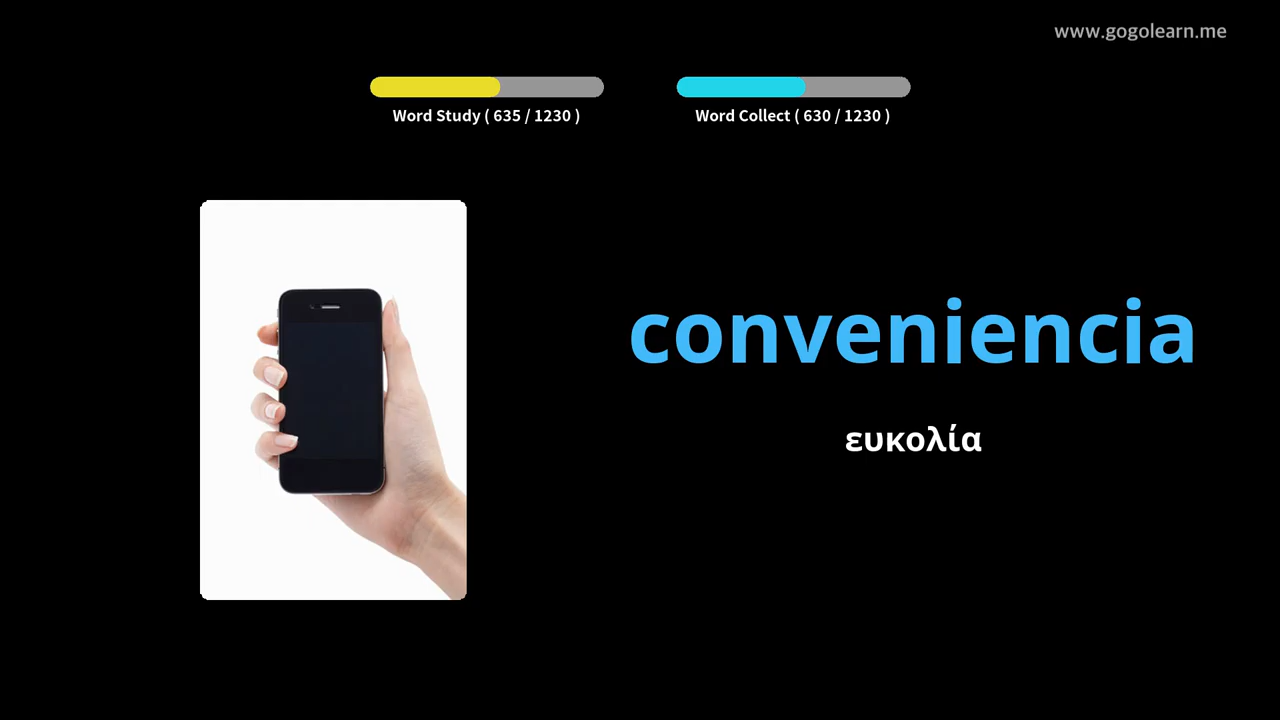 www.gogolearn.me
Word Study ( 635 / 1230 )
Word Collect ( 630 / 1230 )
conveniencia
ευκολία